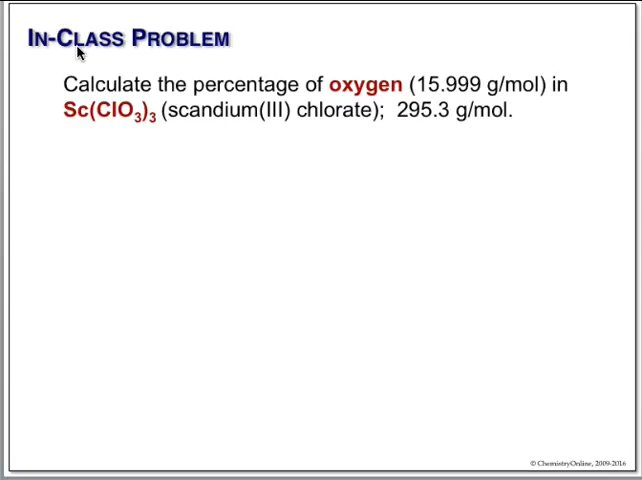 IN-CLASS PROBLEM
Calculate the percentage of oxygen (15.999 g/mol) in
Sc(ClO₃)₃ (scandium(III) chlorate);  295.3 g/mol.
© ChemistryOnline, 2009-2016